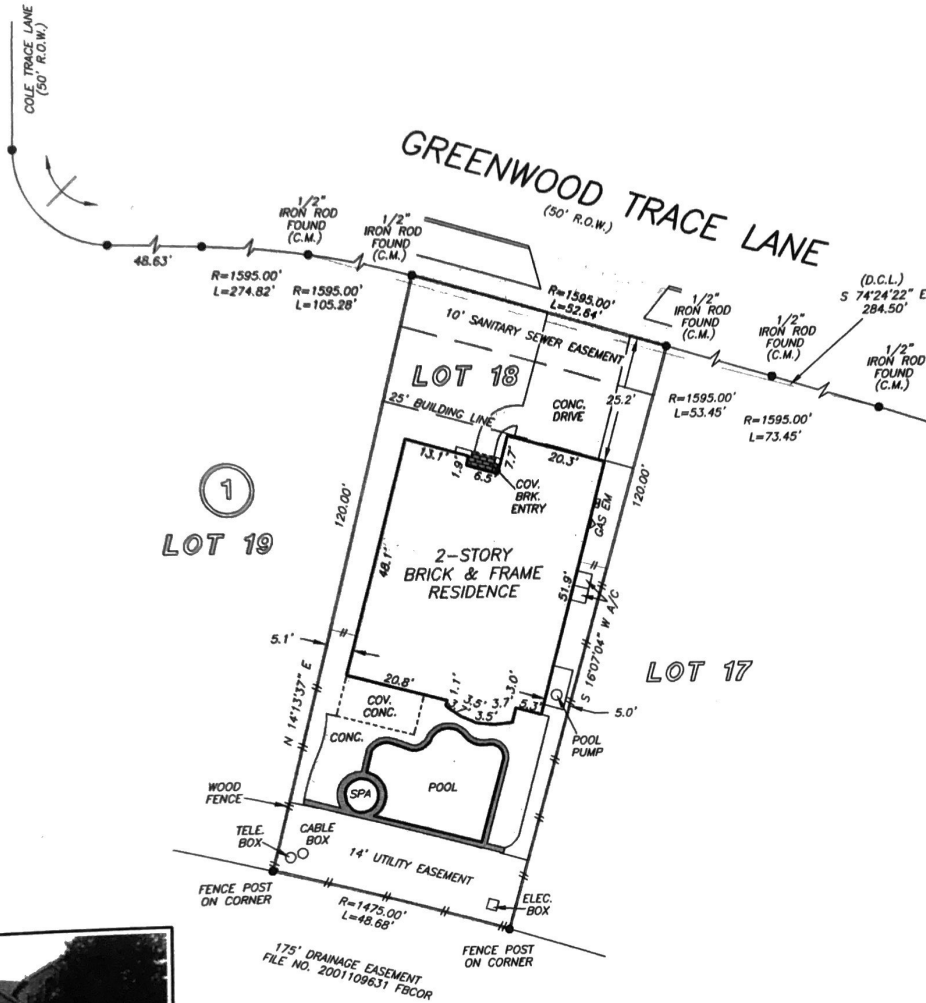 COLE TRACE LANE
(50' R.O.W.)
GREENWOOD TRACE LANE
(50' R.O.W.)
1/2"
IRON ROD
FOUND
(C.M.)
1/2"
IRON ROD
FOUND
(C.M.)
48.63'
R=1595.00'
L=274.82'
R=1595.00'
L=105.28'
R=1595.00'
L=52.64'
1/2"
IRON ROD
FOUND
(C.M.)
(D.C.L.)
S 74°24'22" E
284.50'
1/2"
IRON ROD
FOUND
(C.M.)
1/2"
IRON ROD
FOUND
(C.M.)
R=1595.00'
L=53.45'
R=1595.00'
L=73.45'
10' SANITARY SEWER EASEMENT
LOT 18
25' BUILDING LINE
CONC.
DRIVE
25.2'
13.1'
1.9'
6.5'
7.7'
20.3'
COV.
BRK.
ENTRY
120.00'
120.00'
GAS EM
1
LOT 19
2-STORY
BRICK & FRAME
RESIDENCE
48.1'
51.9'
A/C
5.1'
N 14°13'37" E
S 16°07'04" W
LOT 17
20.8'
1.1'
3.7'
3.5'
3.5'
3.7'
3.0'
5.3'
5.0'
COV.
CONC.
CONC.
POOL
PUMP
SPA
POOL
WOOD
FENCE
TELE.
BOX
CABLE
BOX
14' UTILITY EASEMENT
ELEC.
BOX
FENCE POST
ON CORNER
R=1475.00'
L=48.68'
FENCE POST
ON CORNER
175' DRAINAGE EASEMENT
FILE NO. 2001109631 FBCOR